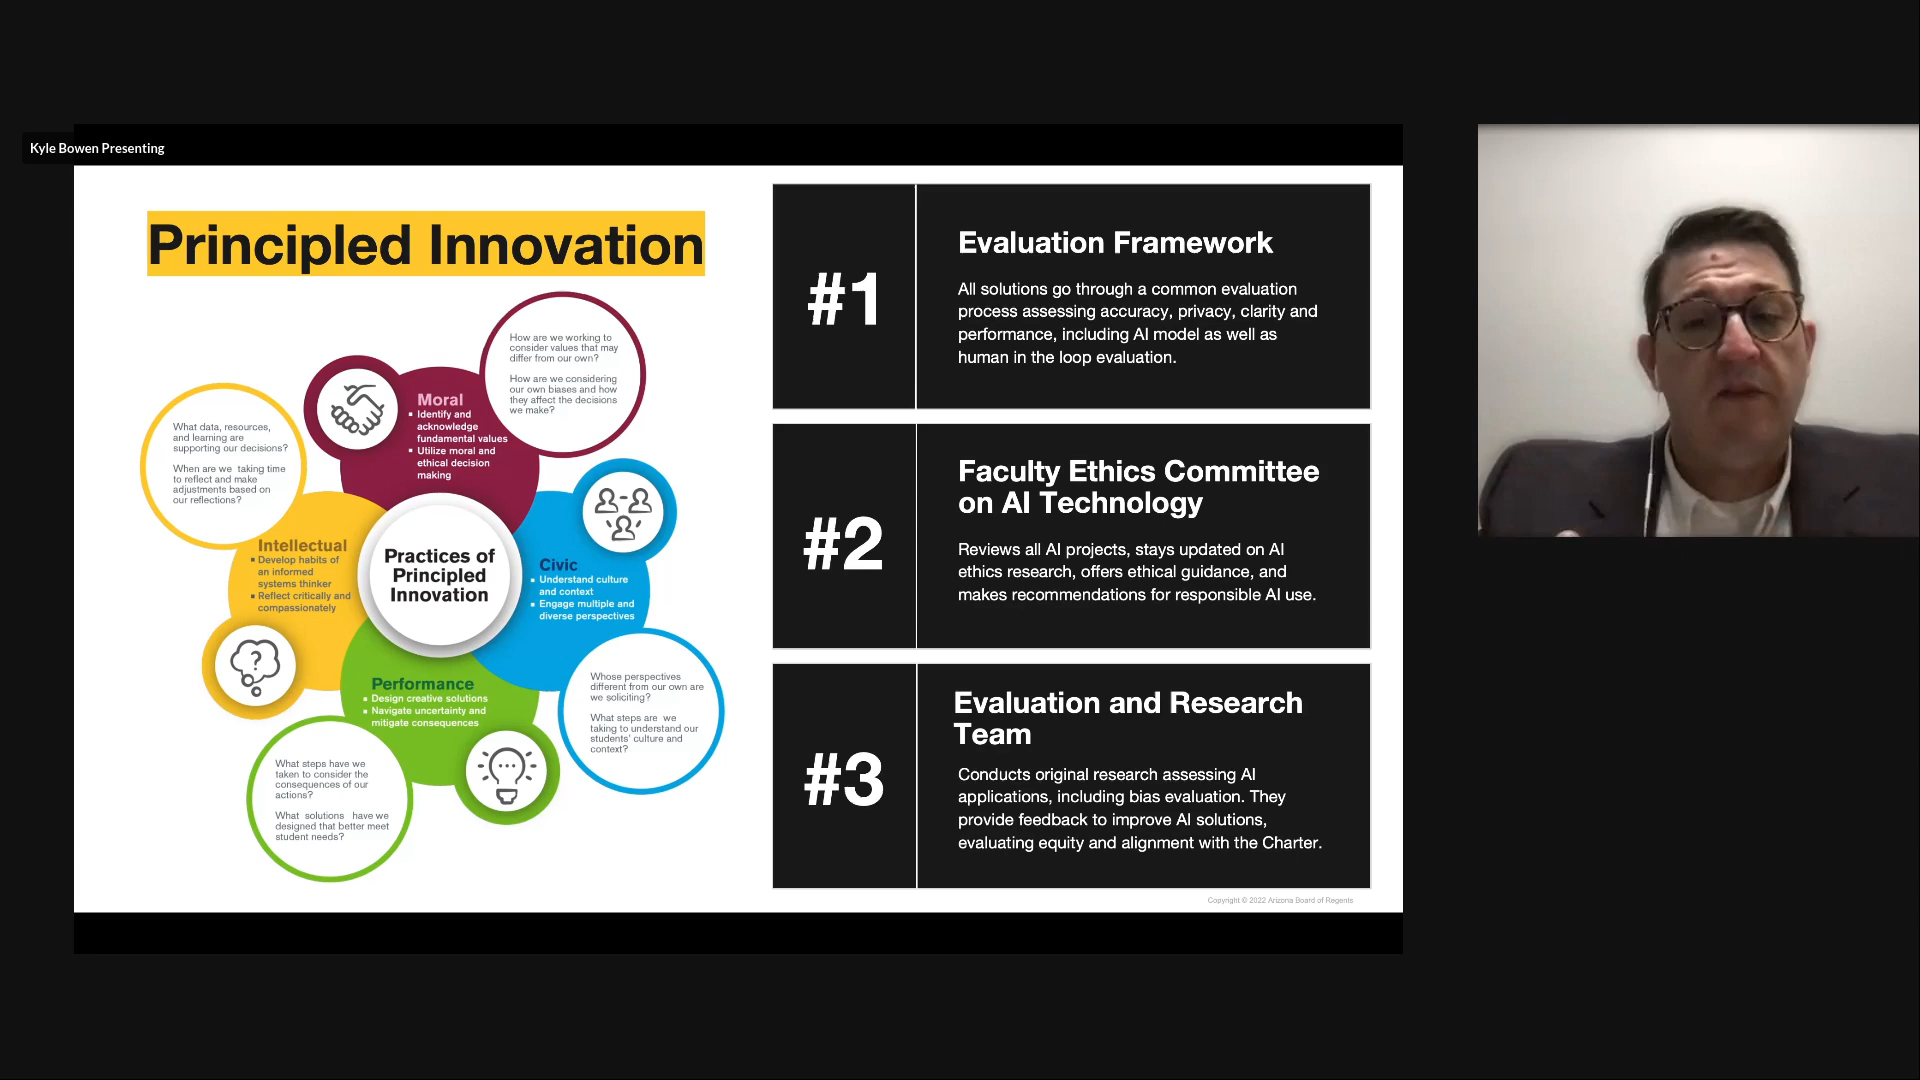 Kyle Bowen Presenting
Principled Innovation
How are we working to
consider values that may
differ from our own?
How are we considering
our own biases and how
they affect the decisions
we make?
Moral
▪ Identify and
acknowledge
fundamental values
▪ Utilize moral and
ethical decision
making
What data, resources,
and learning are
supporting our decisions?
When are we taking time
to reflect and make
adjustments based on
our reflections?
Intellectual
▪ Develop habits of
an informed
systems thinker
▪ Reflect critically and
compassionately
?
Practices of
Principled
Innovation
Civic
▪ Understand culture
and context
▪ Engage multiple and
diverse perspectives
Whose perspectives
different from our own are
we soliciting?
What steps are we
taking to understand our
students' culture and
context?
Performance
▪ Design creative solutions
▪ Navigate uncertainty and
mitigate consequences
What steps have we
taken to consider the
consequences of our
actions?
What solutions have we
designed that better meet
student needs?
#1
Evaluation Framework
All solutions go through a common evaluation
process assessing accuracy, privacy, clarity and
performance, including AI model as well as
human in the loop evaluation.
#2
Faculty Ethics Committee
on AI Technology
Reviews all AI projects, stays updated on AI
ethics research, offers ethical guidance, and
makes recommendations for responsible AI use.
#3
Evaluation and Research
Team
Conducts original research assessing AI
applications, including bias evaluation. They
provide feedback to improve AI solutions,
evaluating equity and alignment with the Charter.
Copyright © 2022 Arizona Board of Regents